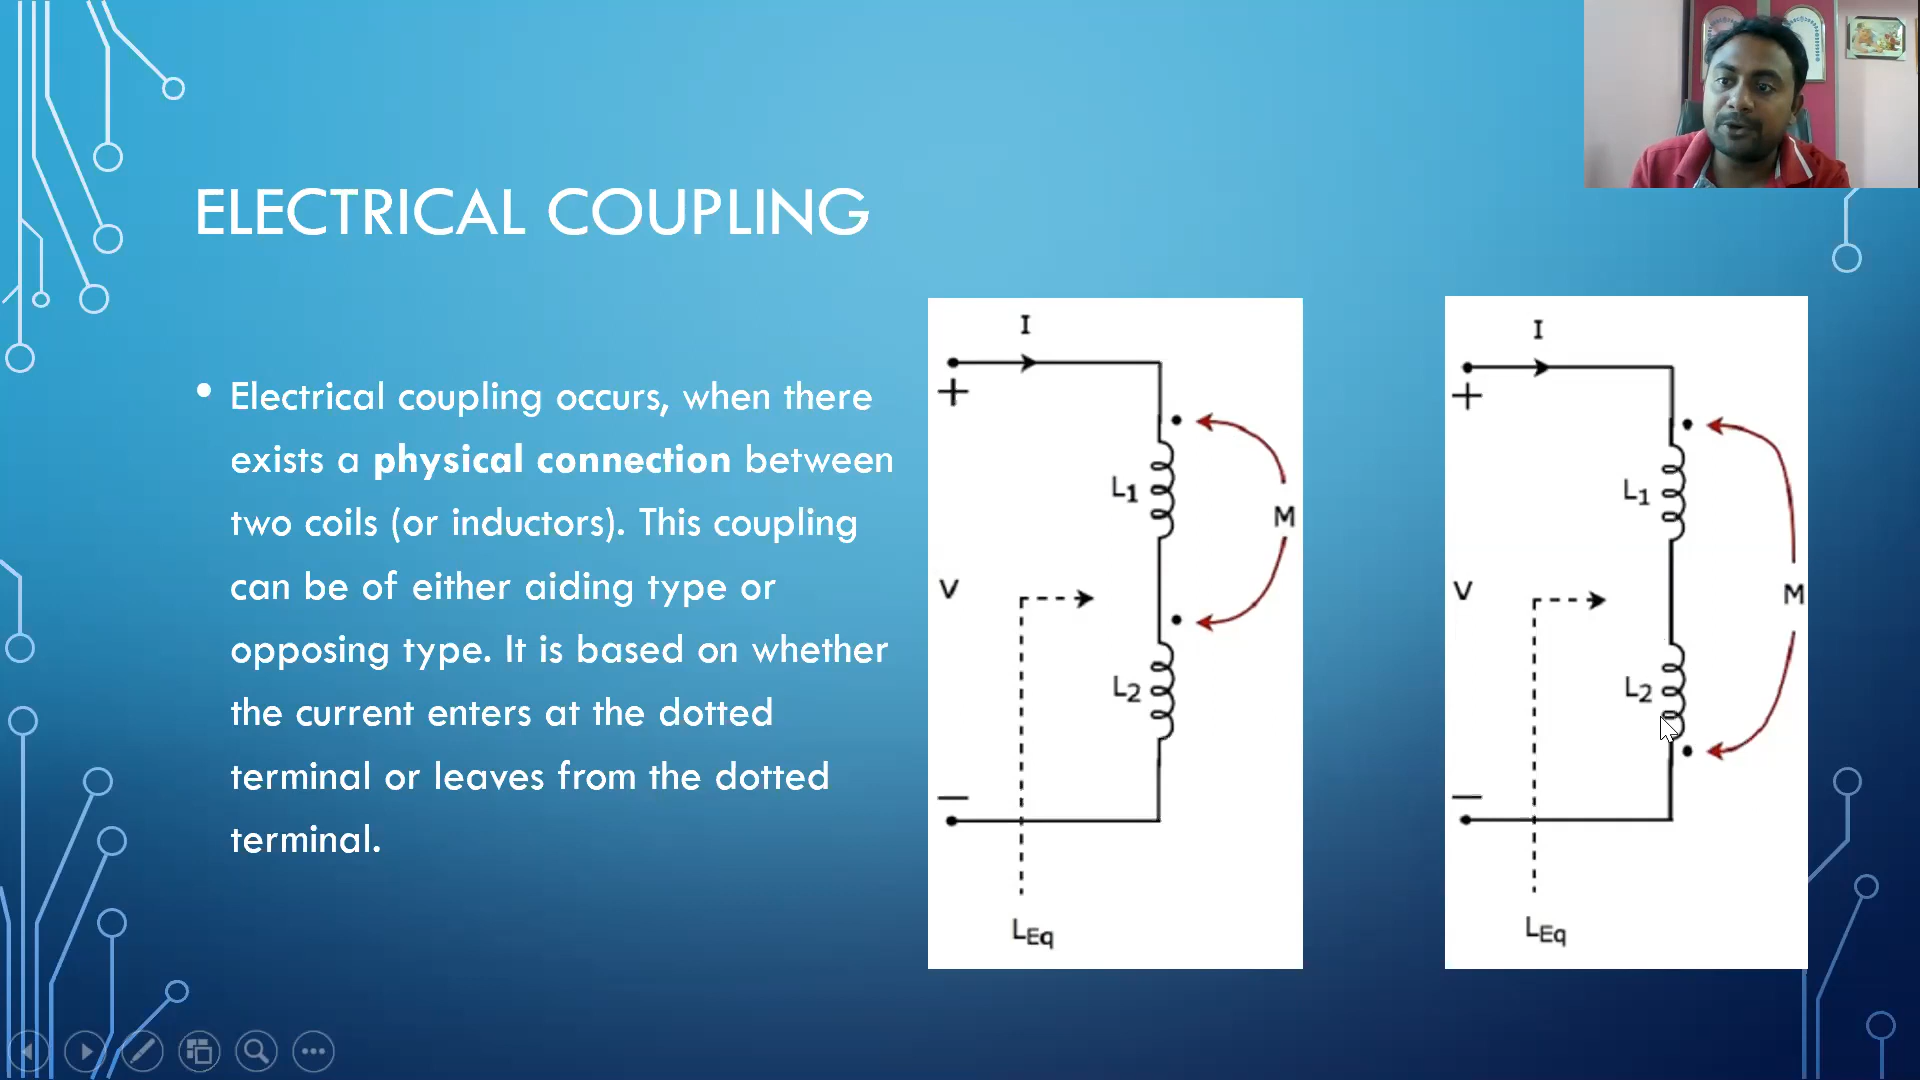 ELECTRICAL COUPLING
• Electrical coupling occurs, when there
exists a physical connection between
two coils (or inductors). This coupling
can be of either aiding type or
opposing type. It is based on whether
the current enters at the dotted
terminal or leaves from the dotted
terminal.
I
+
L1
M
V
L2
−
LEq
I
+
L1
M
V
L2
−
LEq